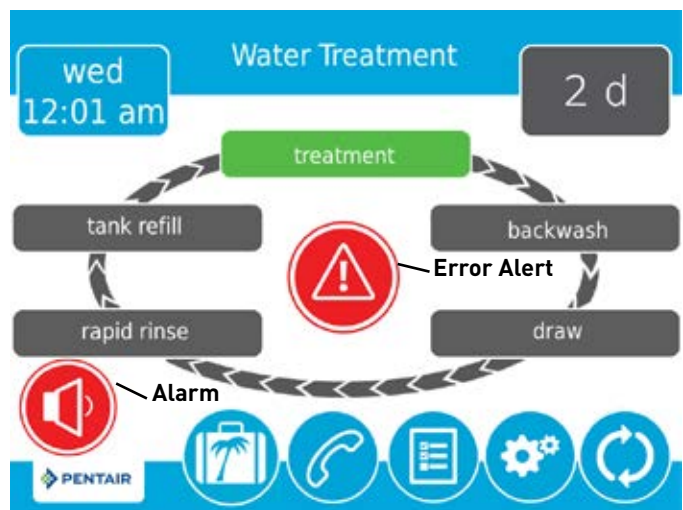 Water Treatment
wed
12:01 am
2 d
treatment
tank refill
backwash
Error Alert
rapid rinse
draw
Alarm
PENTAIR